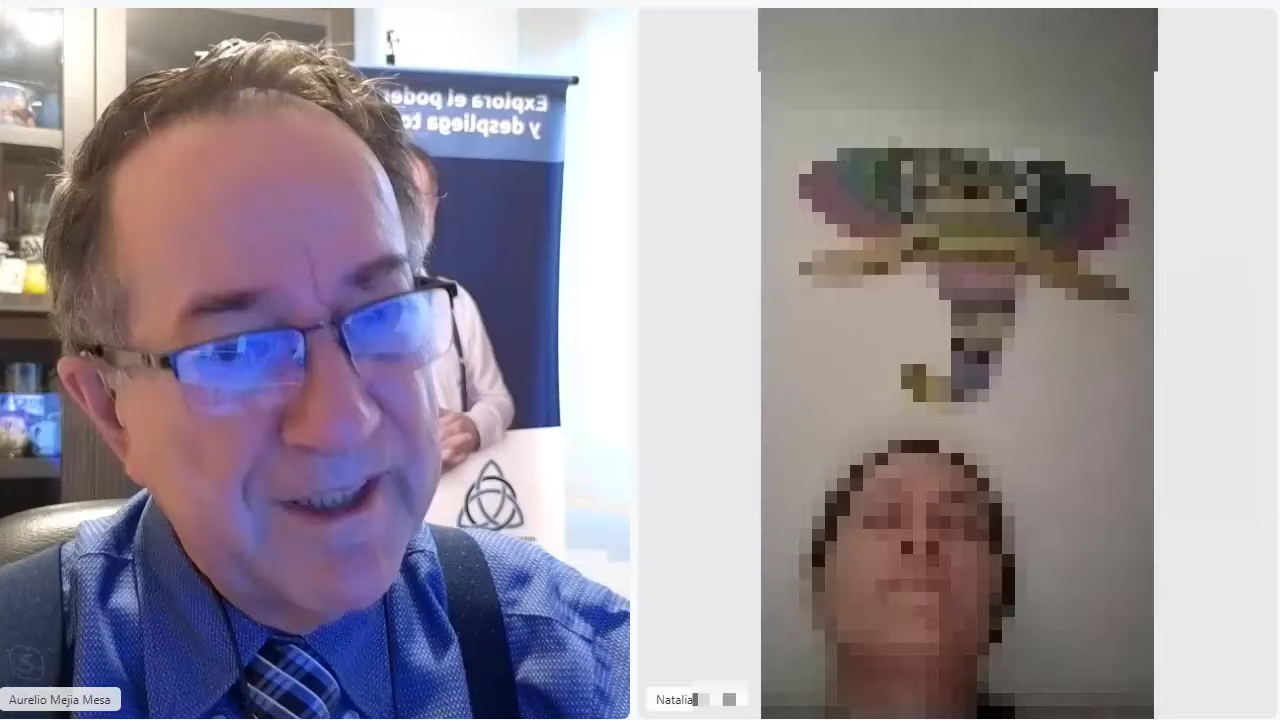 Explora el poder
y despliega to
Aurelio Mejia Mesa
Natalia